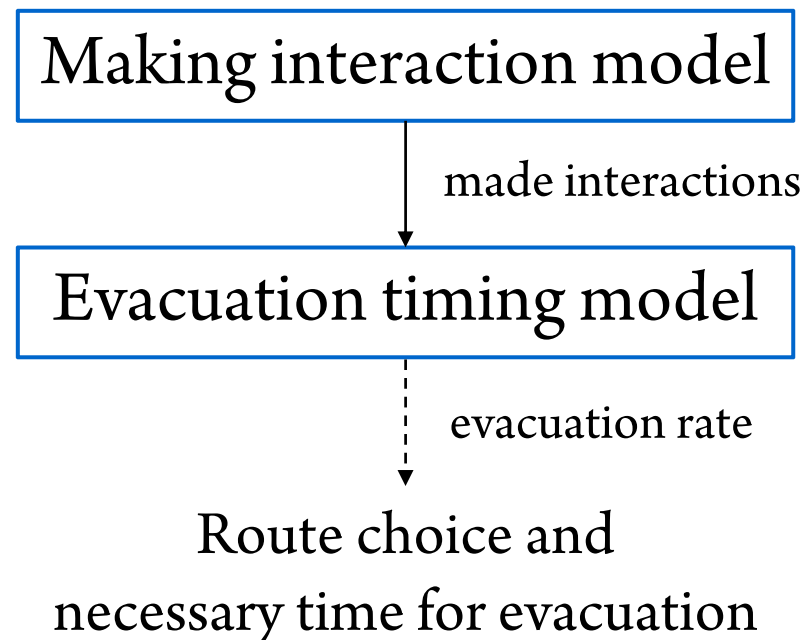 Making interaction model
made interactions
Evacuation timing model
evacuation rate
Route choice and
necessary time for evacuation